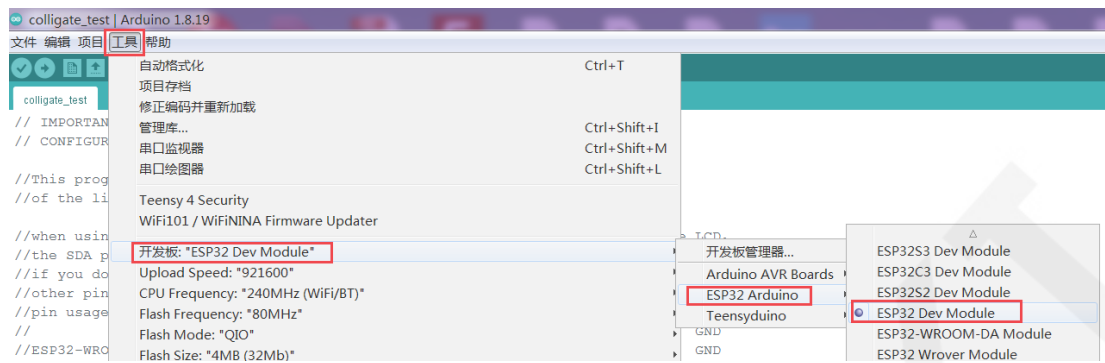 colligate_test | Arduino 1.8.19
文件 编辑 项目 工具 帮助
自动格式化 Ctrl+T
项目存档
colligate_test
修正编码并重新加载
// IMPORTAN
管理库... Ctrl+Shift+I
// CONFIGUR
串口监视器 Ctrl+Shift+M
串口绘图器 Ctrl+Shift+L
//This prog
//of the li
Teensy 4 Security
WiFi101 / WiFiNINA Firmware Updater
//when usin
LCD.
//the SDA p
开发板: "ESP32 Dev Module"
开发板管理器...
ESP32S3 Dev Module
//if you do
Upload Speed: "921600"
Arduino AVR Boards
ESP32C3 Dev Module
//other pin
CPU Frequency: "240MHz (WiFi/BT)"
ESP32 Arduino
ESP32S2 Dev Module
//pin usage
Flash Frequency: "80MHz"
Teensyduino
ESP32 Dev Module
//
Flash Mode: "QIO"
GND
ESP32-WROOM-DA Module
//ESP32-WRO
Flash Size: "4MB (32Mb)"
GND
ESP32 Wrover Module